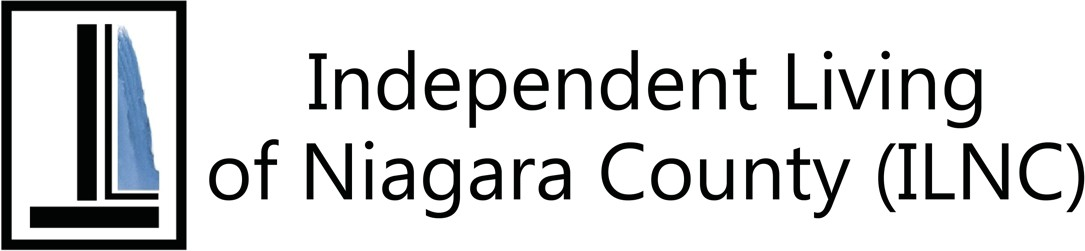 Independent Living
of Niagara County (ILNC)